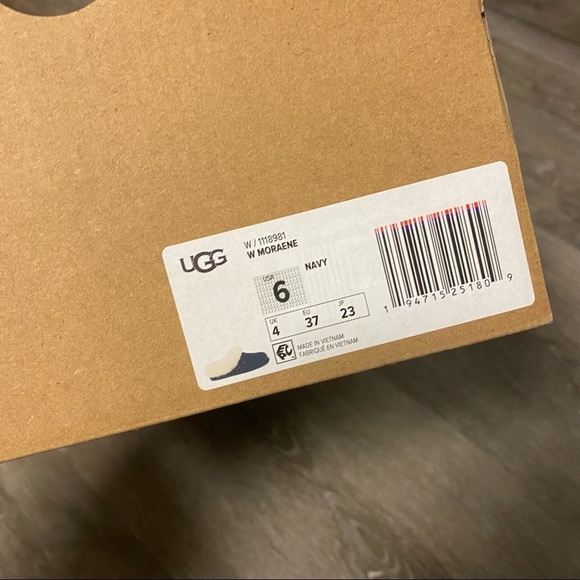 UGG
W / 1118981
W MORAENE
USA
6
NAVY
UK EU JP
4 37 23
MADE IN VIETNAM
FABRIQUÉ EN VIETNAM
1 94715 25180 9